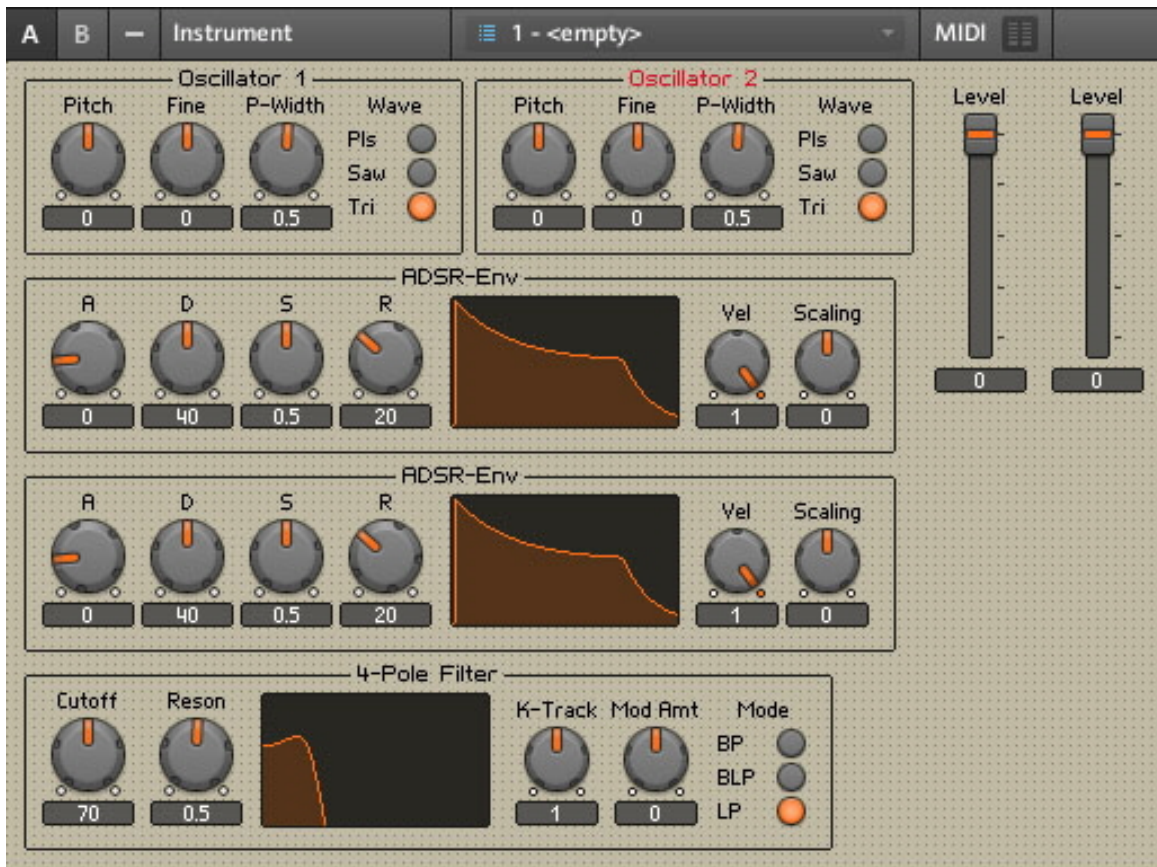 A B – Instrument 1 - <empty> MIDI
Oscillator 1 Oscillator 2
Pitch Fine P-Width Wave Pitch Fine P-Width Wave Level Level
Pls Pls
Saw Saw
Tri Tri
0 0 0.5 0 0 0.5
ADSR-Env
A D S R Vel Scaling
0 0
0 40 0.5 20 1 0
ADSR-Env
A D S R Vel Scaling
0 40 0.5 20 1 0
4-Pole Filter
Cutoff Reson K-Track Mod Amt Mode
BP
BLP
LP
70 0.5 1 0